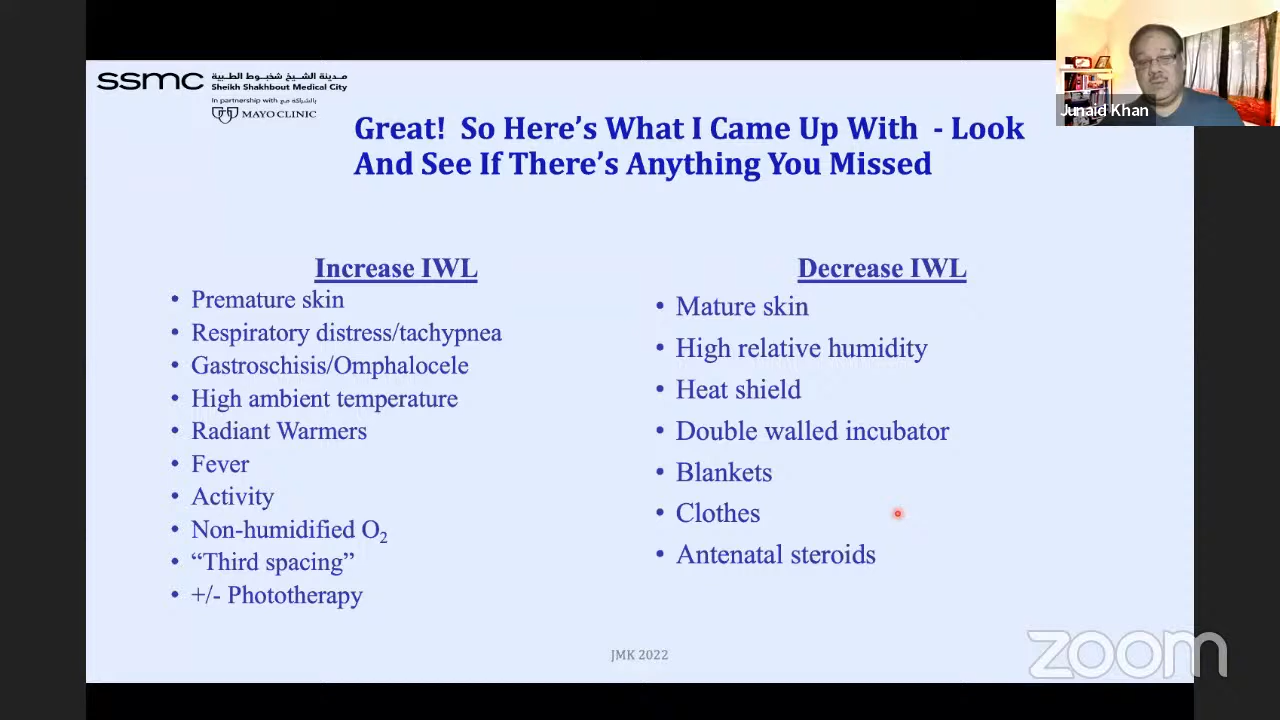 ssmc
مدينة الشيخ شخبوط الطبية
Sheikh Shakhbout Medical City
In partnership with بالشراكة مع
MAYO CLINIC
Junaid Khan
Great! So Here's What I Came Up With - Look
And See If There's Anything You Missed
Increase IWL
• Premature skin
• Respiratory distress/tachypnea
• Gastroschisis/Omphalocele
• High ambient temperature
• Radiant Warmers
• Fever
• Activity
• Non-humidified O₂
• “Third spacing”
• +/- Phototherapy
Decrease IWL
• Mature skin
• High relative humidity
• Heat shield
• Double walled incubator
• Blankets
• Clothes
• Antenatal steroids
JMK 2022
zoom